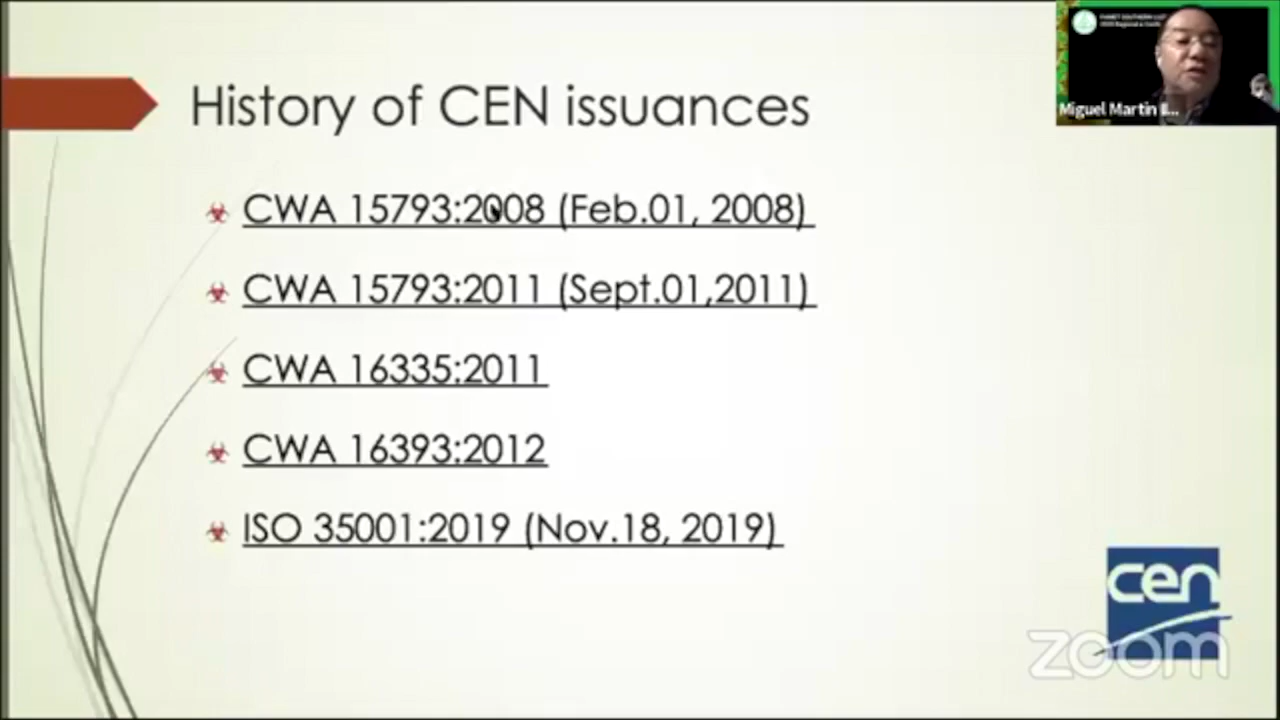 History of CEN issuances
CWA 15793:2008 (Feb.01, 2008)
CWA 15793:2011 (Sept.01,2011)
CWA 16335:2011
CWA 16393:2012
ISO 35001:2019 (Nov.18, 2019)
Miguel Martin
cen
zoom